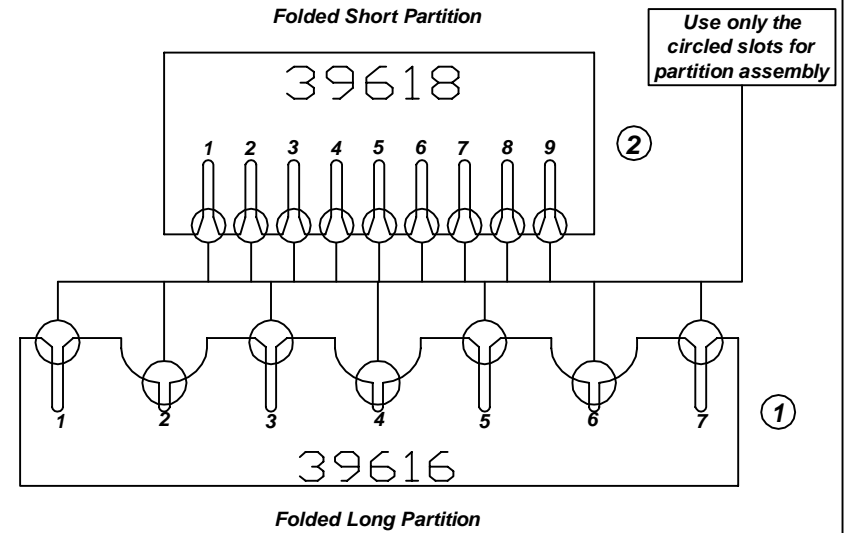 Folded Short Partition
Use only the
circled slots for
partition assembly
39618
1 2 3 4 5 6 7 8 9
2
1 2 3 4 5 6 7
1
39616
Folded Long Partition